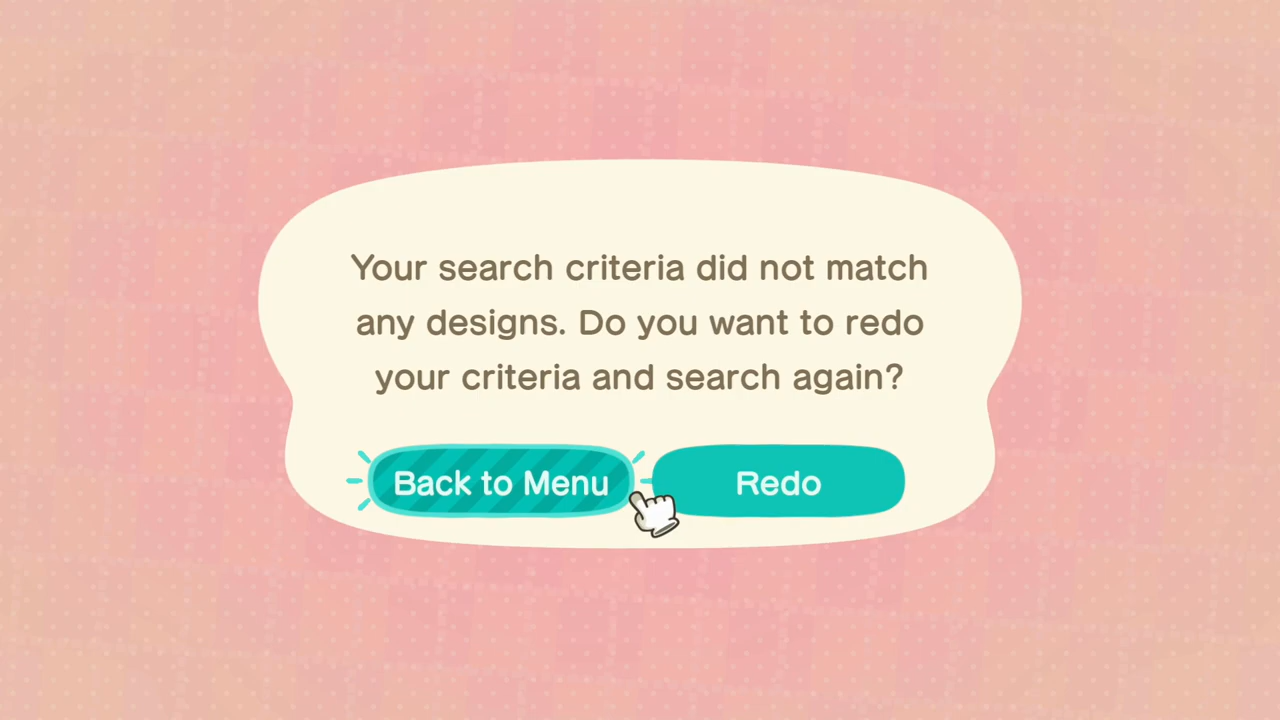 Your search criteria did not match
any designs. Do you want to redo
your criteria and search again?
Back to Menu
Redo